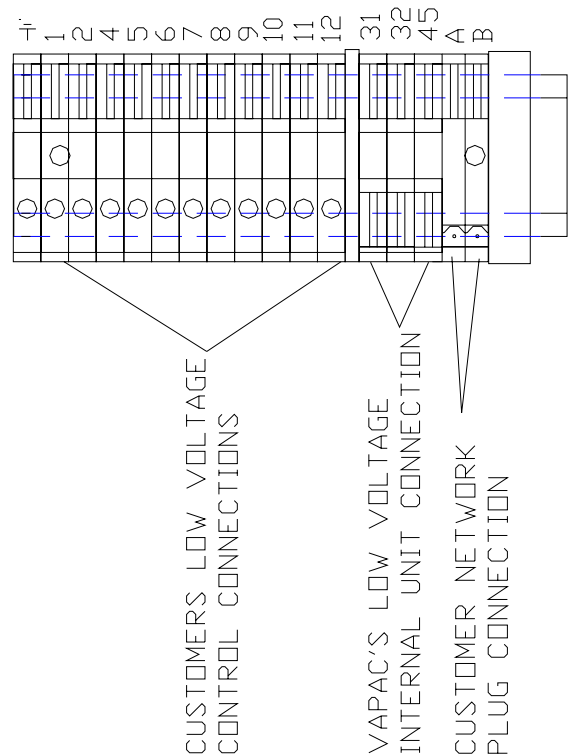 1
2
4
5
6
7
8
9
10
11
12
31
32
45
A
B
CUSTOMERS LOW VOLTAGE
CONTROL CONNECTIONS
VAPAC'S LOW VOLTAGE
INTERNAL UNIT CONNECTION
CUSTOMER NETWORK
PLUG CONNECTION